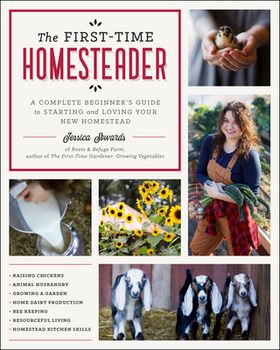 The FIRST-TIME
HOMESTEADER
A COMPLETE BEGINNER'S GUIDE
to STARTING and LOVING YOUR
NEW HOMESTEAD
Jessica Sowards
of Roots & Refuge Farm,
author of The First-Time Gardener: Growing Vegetables
• RAISING CHICKENS
• ANIMAL HUSBANDRY
• GROWING A GARDEN
• HOME DAIRY PRODUCTION
• BEE KEEPING
• RESOURCEFUL LIVING
• HOMESTEAD KITCHEN SKILLS